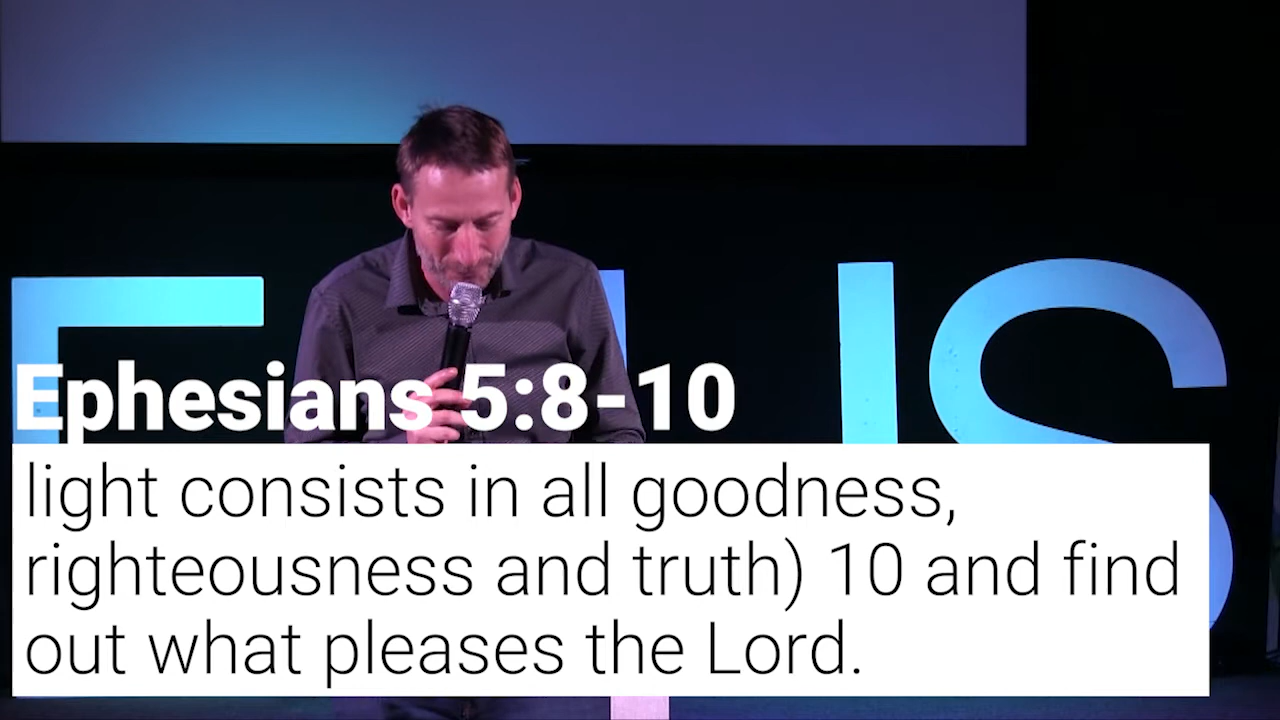 Ephesians 5:8-10
light consists in all goodness,
righteousness and truth) 10 and find
out what pleases the Lord.